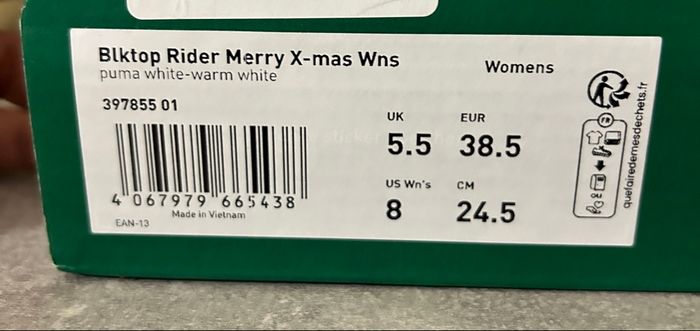 Blktop Rider Merry X-mas Wns
puma white-warm white
Womens
397855 01
UK
5.5
EUR
38.5
US Wn's
8
CM
24.5
4 067979 665438
Made in Vietnam
EAN-13
FR
quefairedemesdechets.fr